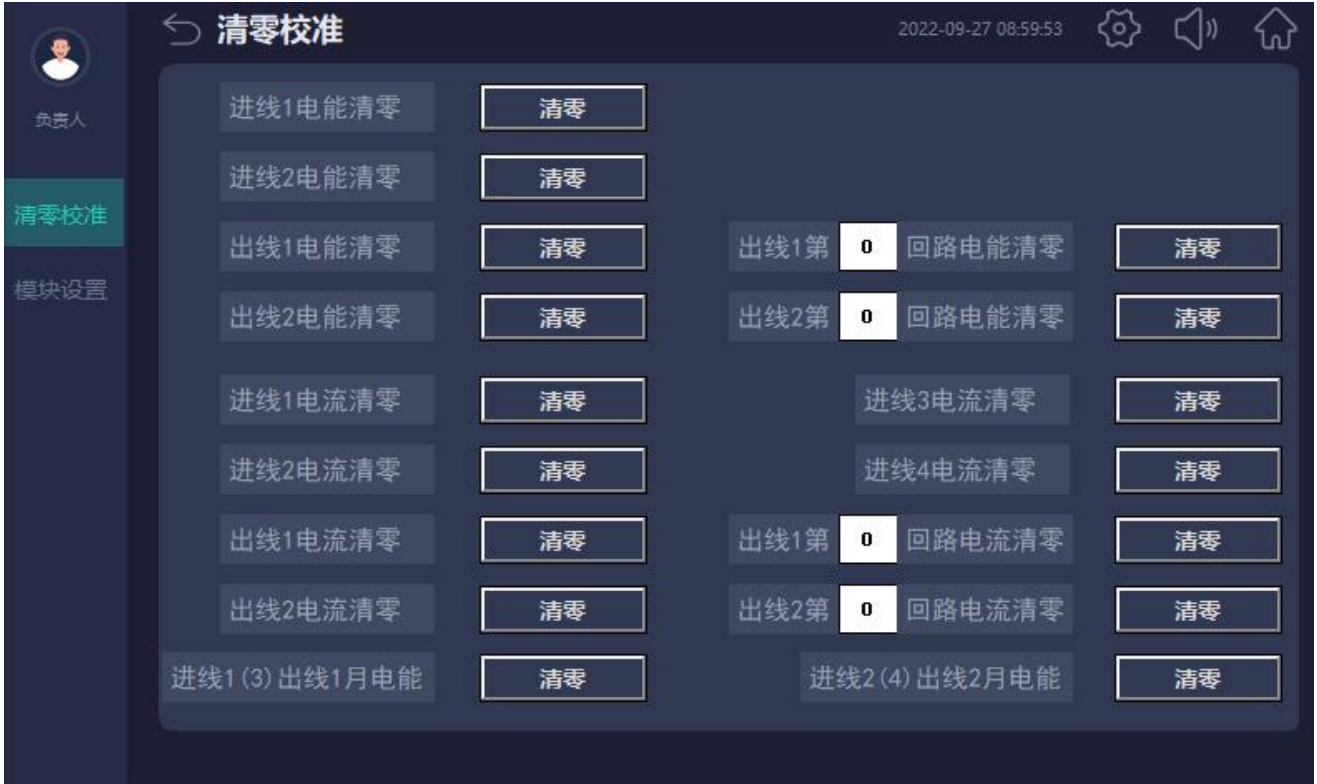 清零校准
2022-09-27 08:59:53
负责人
清零校准
模块设置
进线1电能清零 清零
进线2电能清零 清零
出线1电能清零 清零 出线1第 0 回路电能清零 清零
出线2电能清零 清零 出线2第 0 回路电能清零 清零
进线1电流清零 清零 进线3电流清零 清零
进线2电流清零 清零 进线4电流清零 清零
出线1电流清零 清零 出线1第 0 回路电流清零 清零
出线2电流清零 清零 出线2第 0 回路电流清零 清零
进线1(3)出线1月电能 清零 进线2(4)出线2月电能 清零